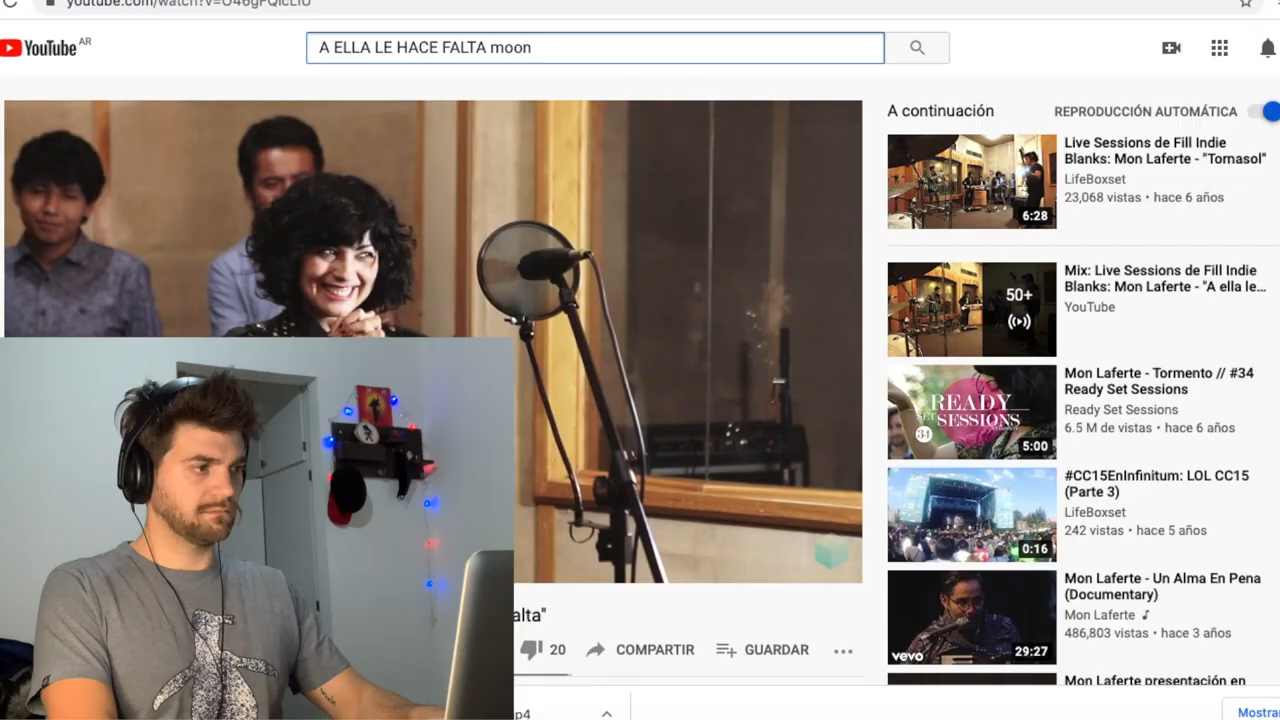 YouTube AR
A ELLA LE HACE FALTA moon
A continuación
REPRODUCCIÓN AUTOMÁTICA
Live Sessions de Fill Indie
Blanks: Mon Laferte - "Tornasol"
LifeBoxset
23,068 vistas • hace 6 años
6:28
Mix: Live Sessions de Fill Indie
Blanks: Mon Laferte - "A ella le...
YouTube
50+
Mon Laferte - Tormento // #34
Ready Set Sessions
Ready Set Sessions
6.5 M de vistas • hace 6 años
READY
SET SESSIONS
34
5:00
#CC15EnInfinitum: LOL CC15
(Parte 3)
LifeBoxset
242 vistas • hace 5 años
0:16
Mon Laferte - Un Alma En Pena
(Documentary)
Mon Laferte
486,803 vistas • hace 3 años
vevo
29:27
Mon Laferte presentación en
alta"
20
COMPARTIR
GUARDAR
p4
Mostrar